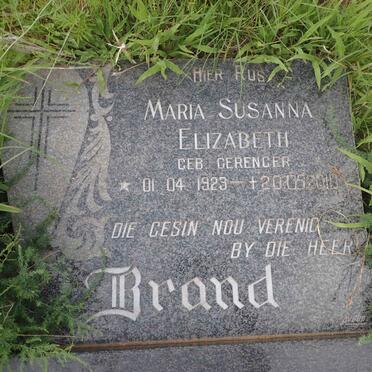 HIER RUS
MARIA SUSANNA
ELIZABETH
GEB GERENGER
* 01 04 1923 — + 20 05 2010
DIE GESIN NOU VERENIG
BY DIE HEER
Brand